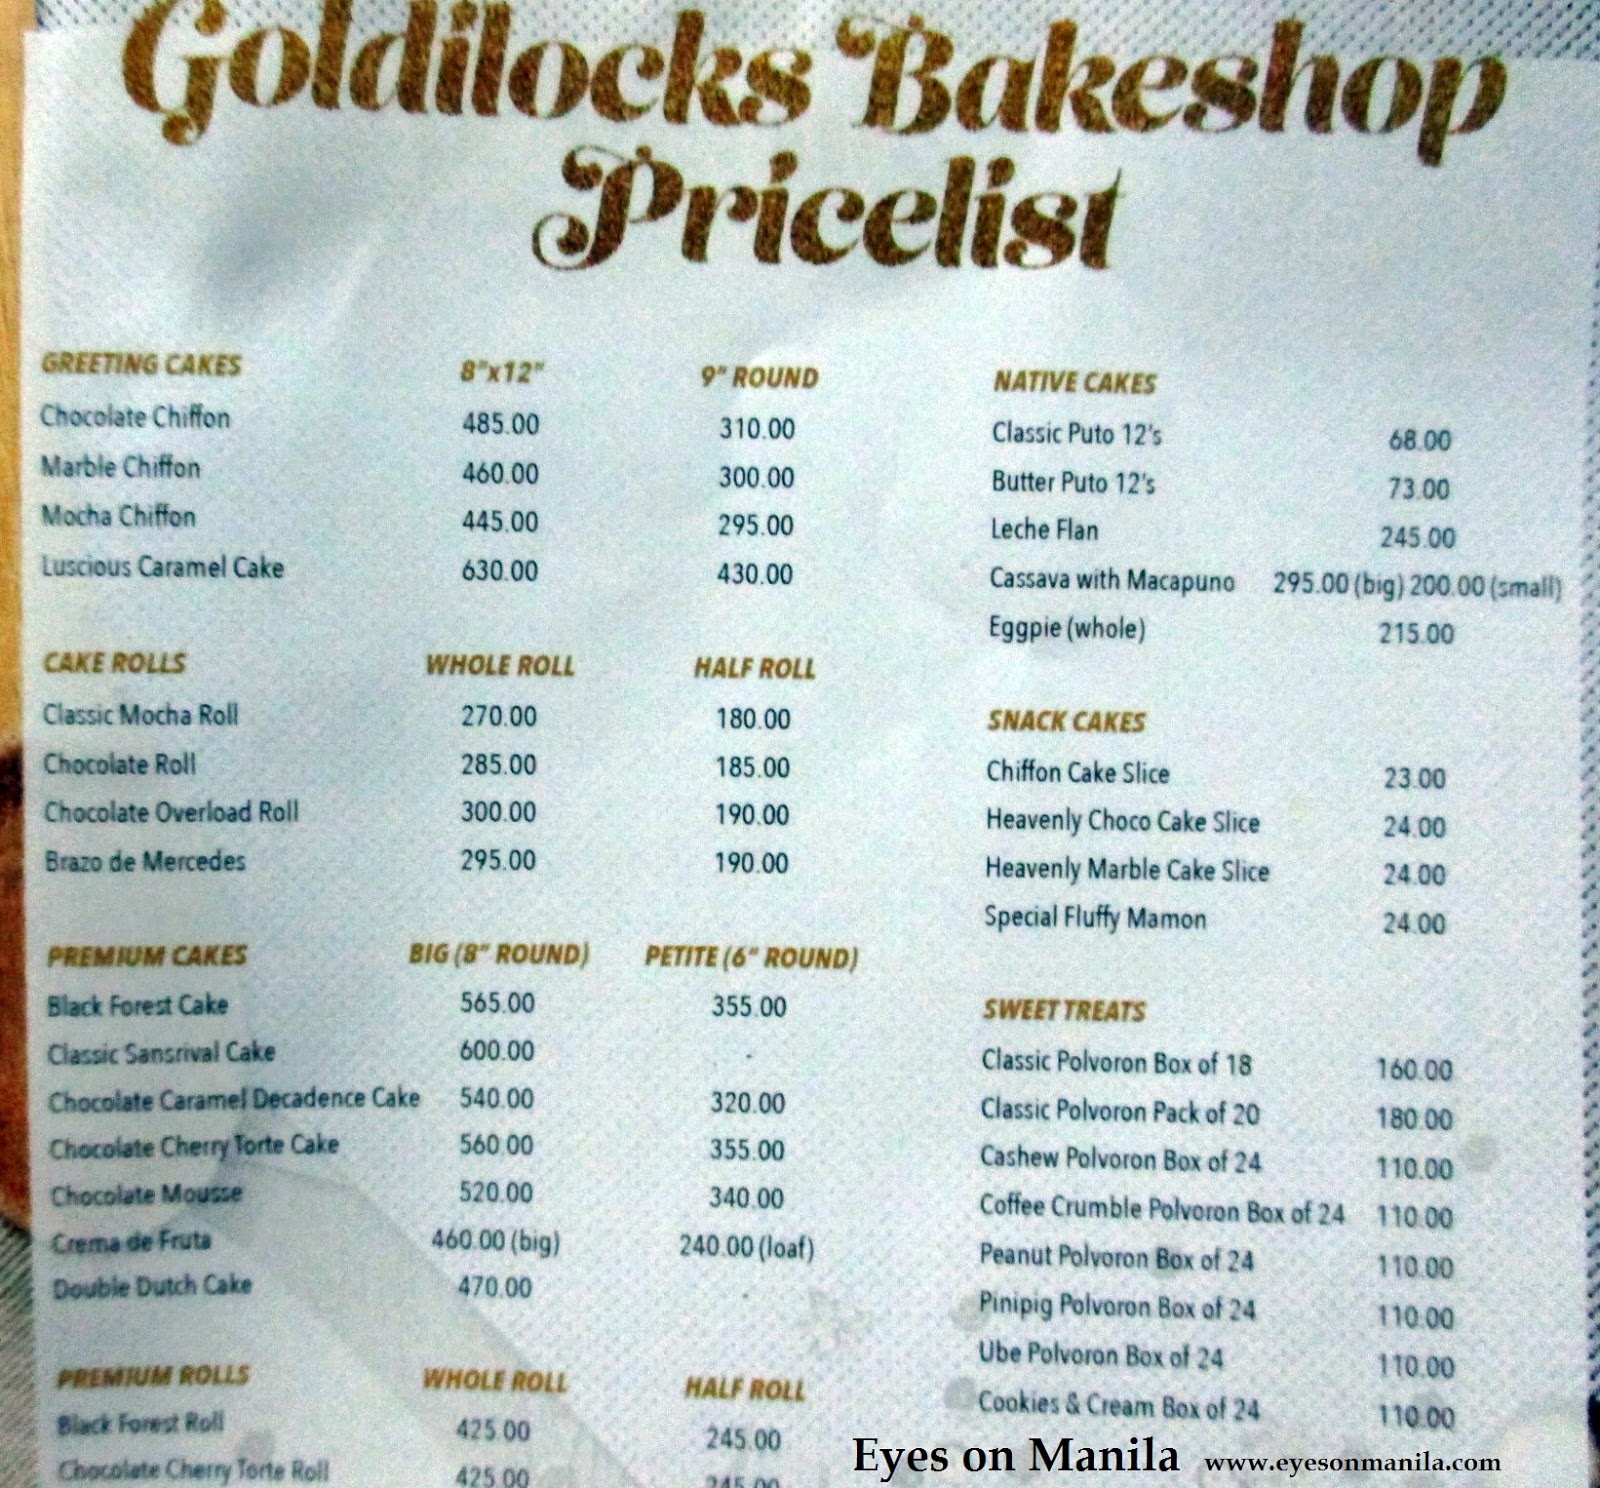 Goldilocks Bakeshop
Pricelist
GREETING CAKES 8"x12" 9" ROUND
Chocolate Chiffon 485.00 310.00
Marble Chiffon 460.00 300.00
Mocha Chiffon 445.00 295.00
Luscious Caramel Cake 630.00 430.00
CAKE ROLLS WHOLE ROLL HALF ROLL
Classic Mocha Roll 270.00 180.00
Chocolate Roll 285.00 185.00
Chocolate Overload Roll 300.00 190.00
Brazo de Mercedes 295.00 190.00
PREMIUM CAKES BIG (8" ROUND) PETITE (6" ROUND)
Black Forest Cake 565.00 355.00
Classic Sansrival Cake 600.00 -
Chocolate Caramel Decadence Cake 540.00 320.00
Chocolate Cherry Torte Cake 560.00 355.00
Chocolate Mousse 520.00 340.00
Crema de Fruta 460.00 (big) 240.00 (loaf)
Double Dutch Cake 470.00 -
PREMIUM ROLLS WHOLE ROLL HALF ROLL
Black Forest Roll 425.00 245.00
Chocolate Cherry Torte Roll 425.00 245.00
NATIVE CAKES
Classic Puto 12's 68.00
Butter Puto 12's 73.00
Leche Flan 245.00
Cassava with Macapuno 295.00 (big) 200.00 (small)
Eggpie (whole) 215.00
SNACK CAKES
Chiffon Cake Slice 23.00
Heavenly Choco Cake Slice 24.00
Heavenly Marble Cake Slice 24.00
Special Fluffy Mamon 24.00
SWEET TREATS
Classic Polvoron Box of 18 160.00
Classic Polvoron Pack of 20 180.00
Cashew Polvoron Box of 24 110.00
Coffee Crumble Polvoron Box of 24 110.00
Peanut Polvoron Box of 24 110.00
Pinipig Polvoron Box of 24 110.00
Ube Polvoron Box of 24 110.00
Cookies & Cream Box of 24 110.00
Eyes on Manila www.eyesonmanila.com